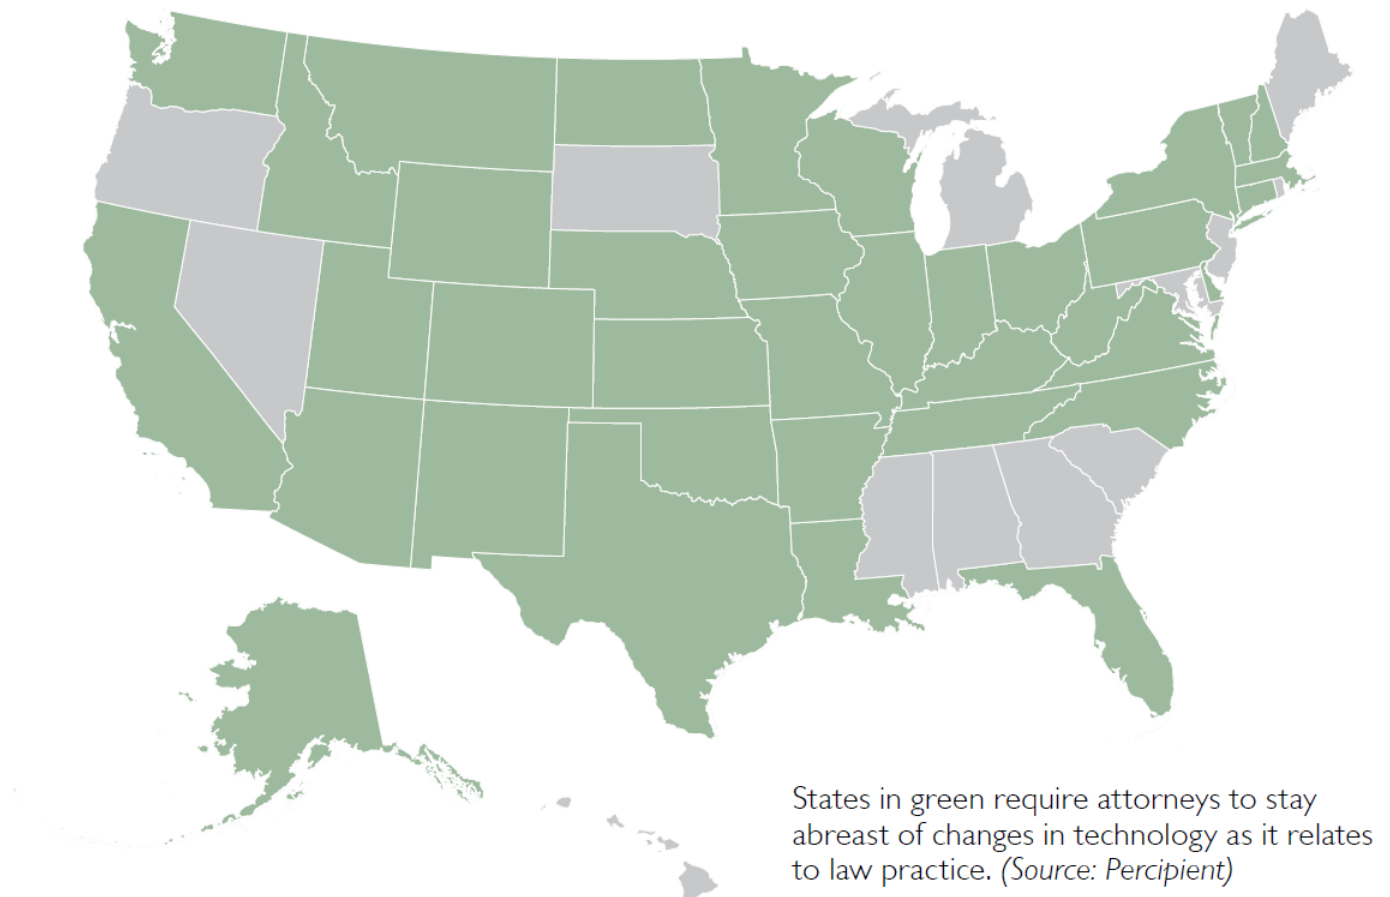 States in green require attorneys to stay
abreast of changes in technology as it relates
to law practice. (Source: Percipient)